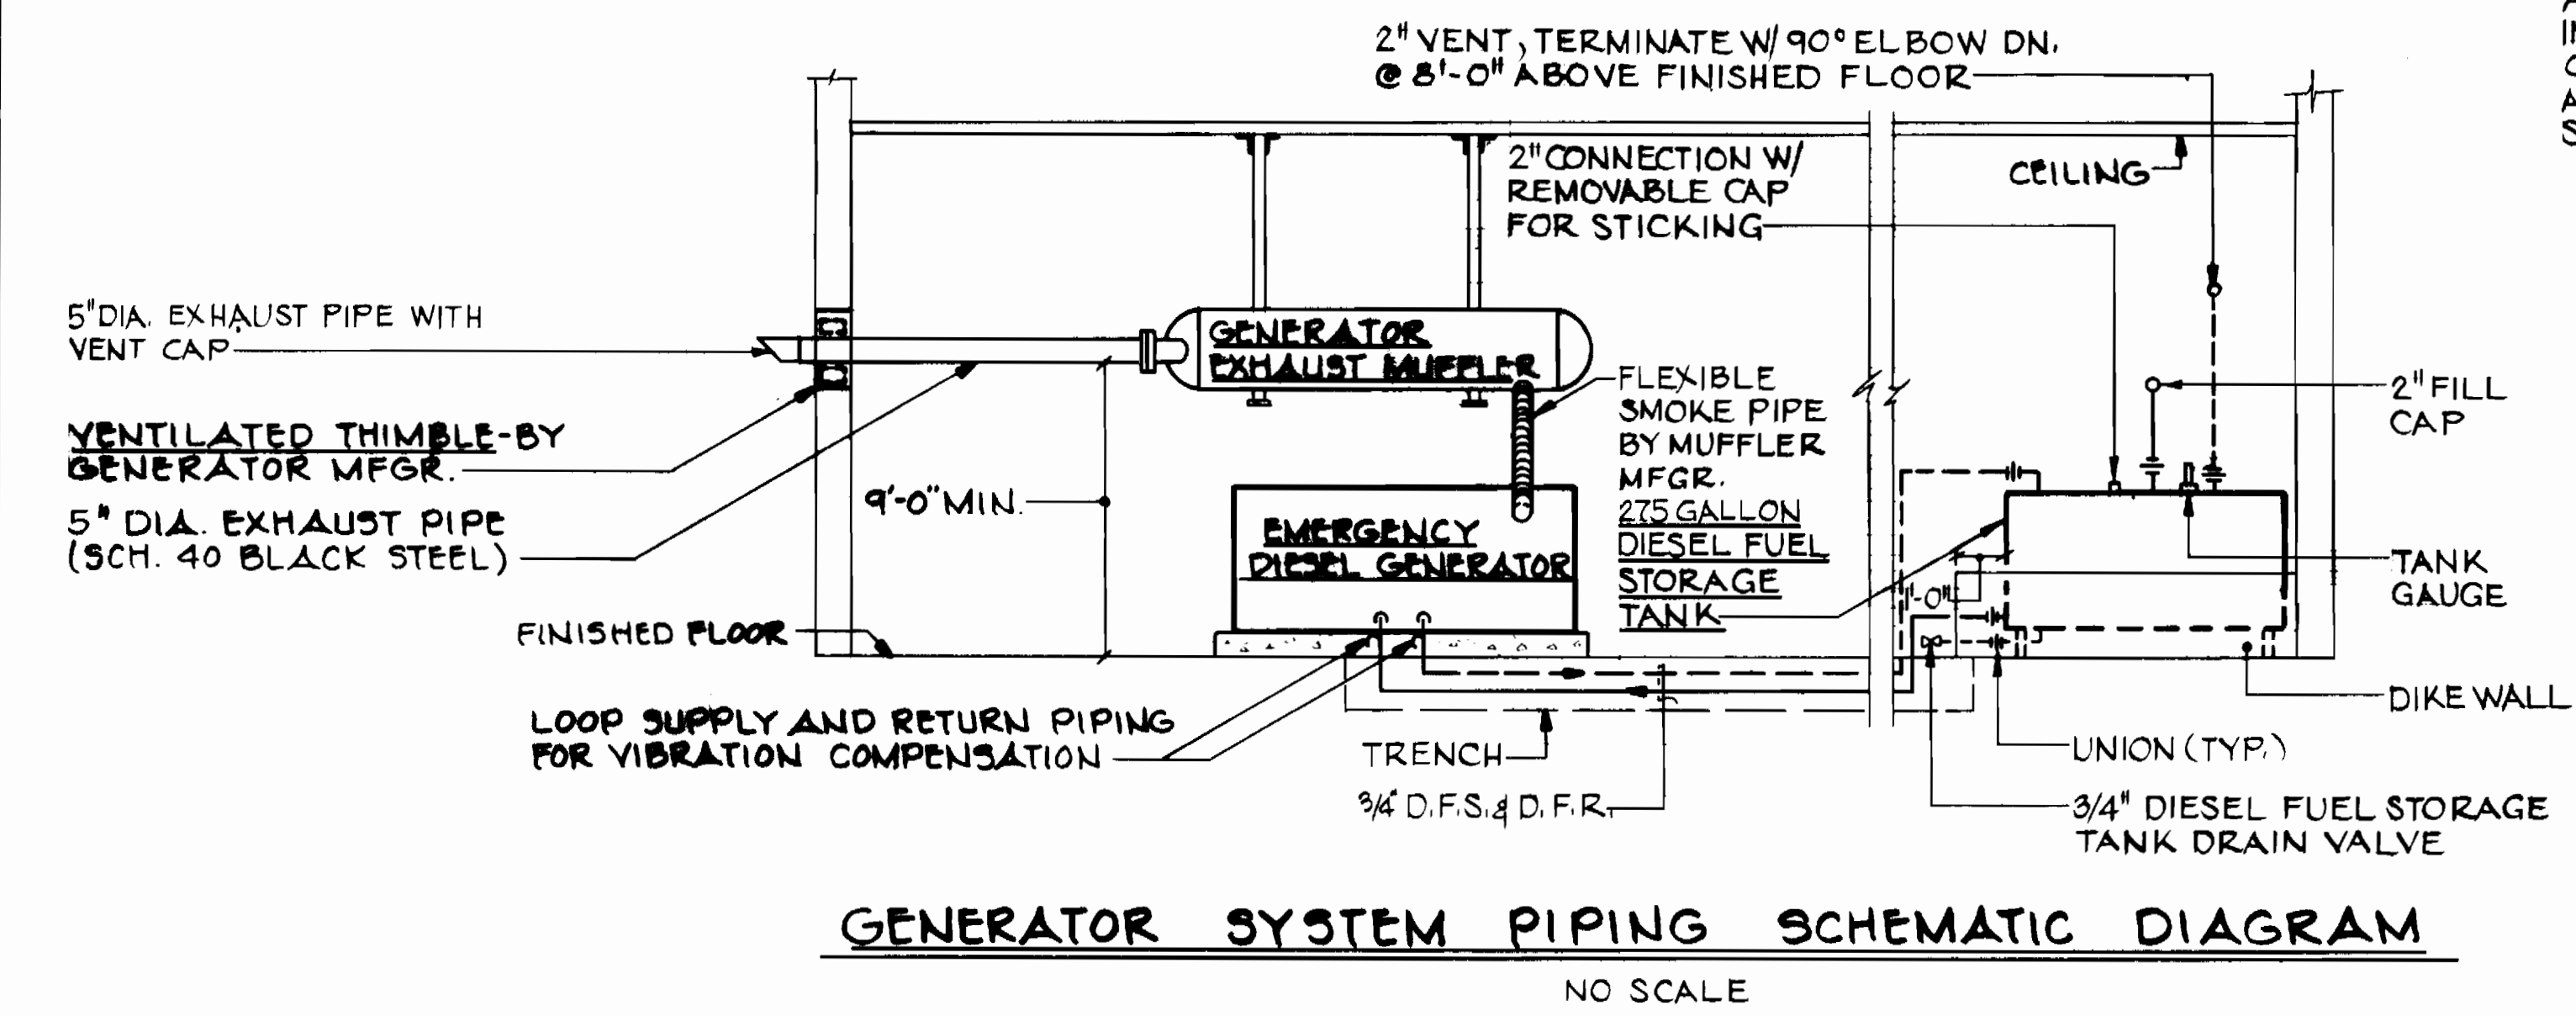 2" VENT, TERMINATE W/ 90° ELBOW DN.
@ 8'-0" ABOVE FINISHED FLOOR
2" CONNECTION W/
REMOVABLE CAP
FOR STICKING
CEILING
5" DIA. EXHAUST PIPE WITH
VENT CAP
GENERATOR
EXHAUST MUFFLER
FLEXIBLE
SMOKE PIPE
BY MUFFLER
MFGR.
2" FILL
CAP
VENTILATED THIMBLE-BY
GENERATOR MFGR.
9'-0" MIN.
5" DIA. EXHAUST PIPE
(SCH. 40 BLACK STEEL)
EMERGENCY
DIESEL GENERATOR
275 GALLON
DIESEL FUEL
STORAGE
TANK
1'-0"
TANK
GAUGE
FINISHED FLOOR
DIKE WALL
LOOP SUPPLY AND RETURN PIPING
FOR VIBRATION COMPENSATION
TRENCH
UNION (TYP.)
3/4" D.F.S. & D.F.R.
3/4" DIESEL FUEL STORAGE
TANK DRAIN VALVE
GENERATOR SYSTEM PIPING SCHEMATIC DIAGRAM
NO SCALE